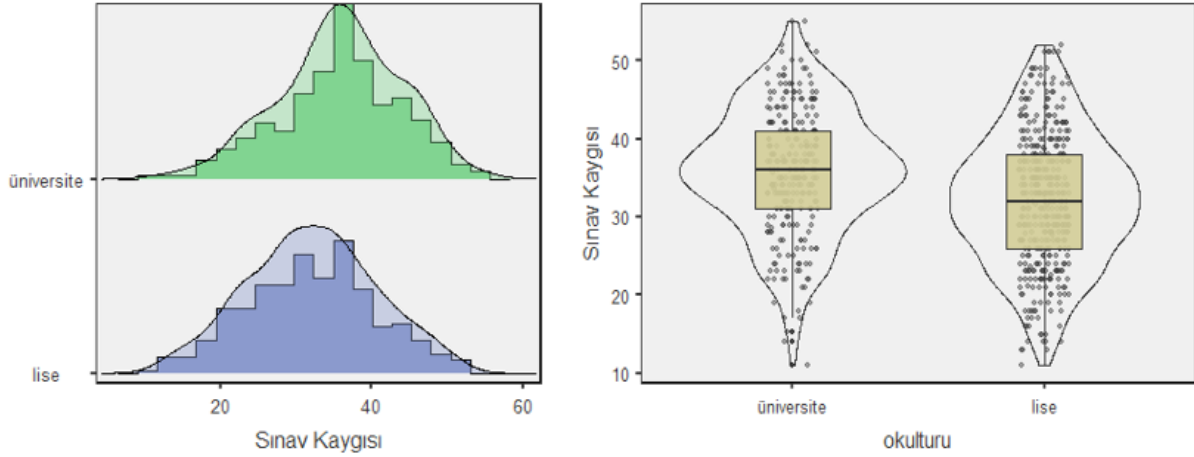 üniversite
lise
20 40 60
Sınav Kaygısı
Sınav Kaygısı
50
40
30
20
10
üniversite lise
okulturu